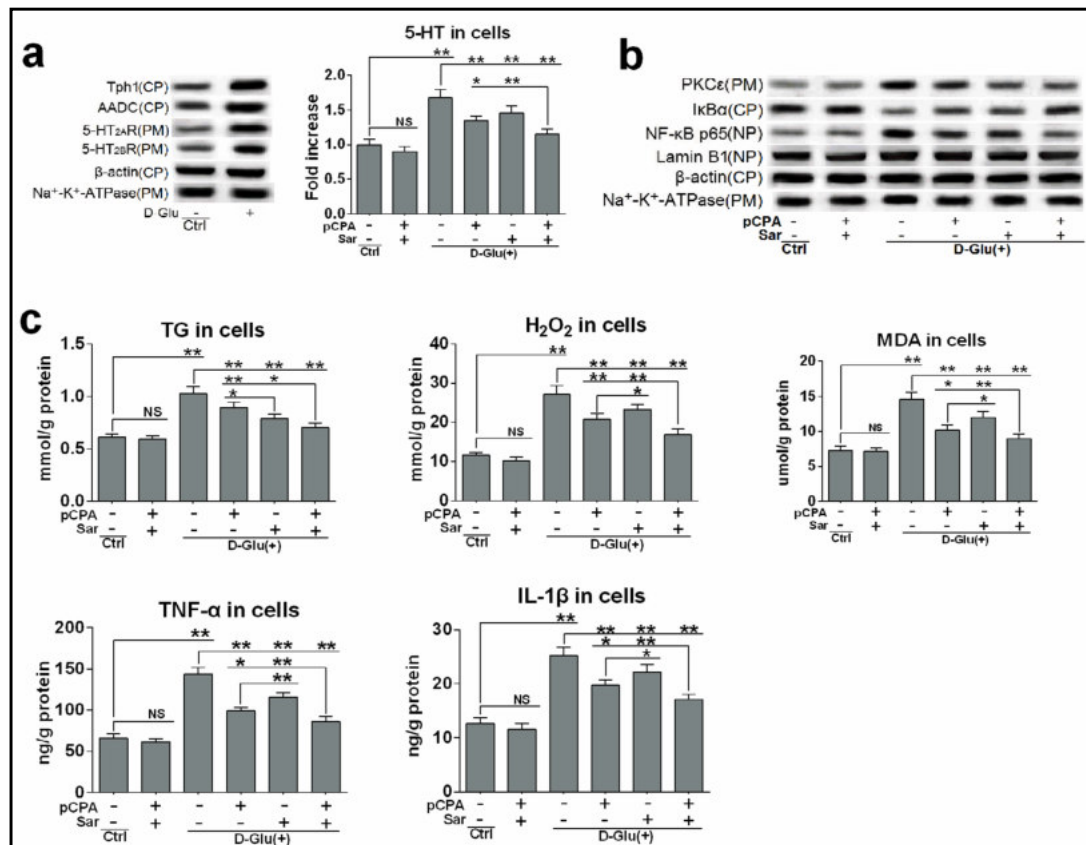 a
Tph1(CP)
AADC(CP)
5-HT2AR(PM)
5-HT2BR(PM)
β-actin(CP)
Na+-K+-ATPase(PM)
D-Glu - +
Ctrl
5-HT in cells
Fold increase
2.0
1.5
1.0
0.5
0.0
**
** ** **
* **
NS
pCPA - + - + - +
Sar - + - - + +
Ctrl D-Glu(+)
b
PKCε(PM)
IκBα(CP)
NF-κB p65(NP)
Lamin B1(NP)
β-actin(CP)
Na+-K+-ATPase(PM)
pCPA - + - + - +
Sar - + - - + +
Ctrl D-Glu(+)
c
TG in cells
mmol/g protein
1.5
1.0
0.5
0.0
**
** ** **
** *
*
NS
pCPA - + - + - +
Sar - + - - + +
Ctrl D-Glu(+)
H2O2 in cells
mmol/g protein
40
30
20
10
0
**
** ** **
** **
*
NS
pCPA - + - + - +
Sar - + - - + +
Ctrl D-Glu(+)
MDA in cells
umol/g protein
20
15
10
5
0
**
** ** **
* **
*
NS
pCPA - + - + - +
Sar - + - - + +
Ctrl D-Glu(+)
TNF-α in cells
ng/g protein
200
150
100
50
0
**
** ** **
* **
**
NS
pCPA - + - + - +
Sar - + - - + +
Ctrl D-Glu(+)
IL-1β in cells
ng/g protein
30
20
10
0
**
** ** **
* **
*
NS
pCPA - + - + - +
Sar - + - - + +
Ctrl D-Glu(+)